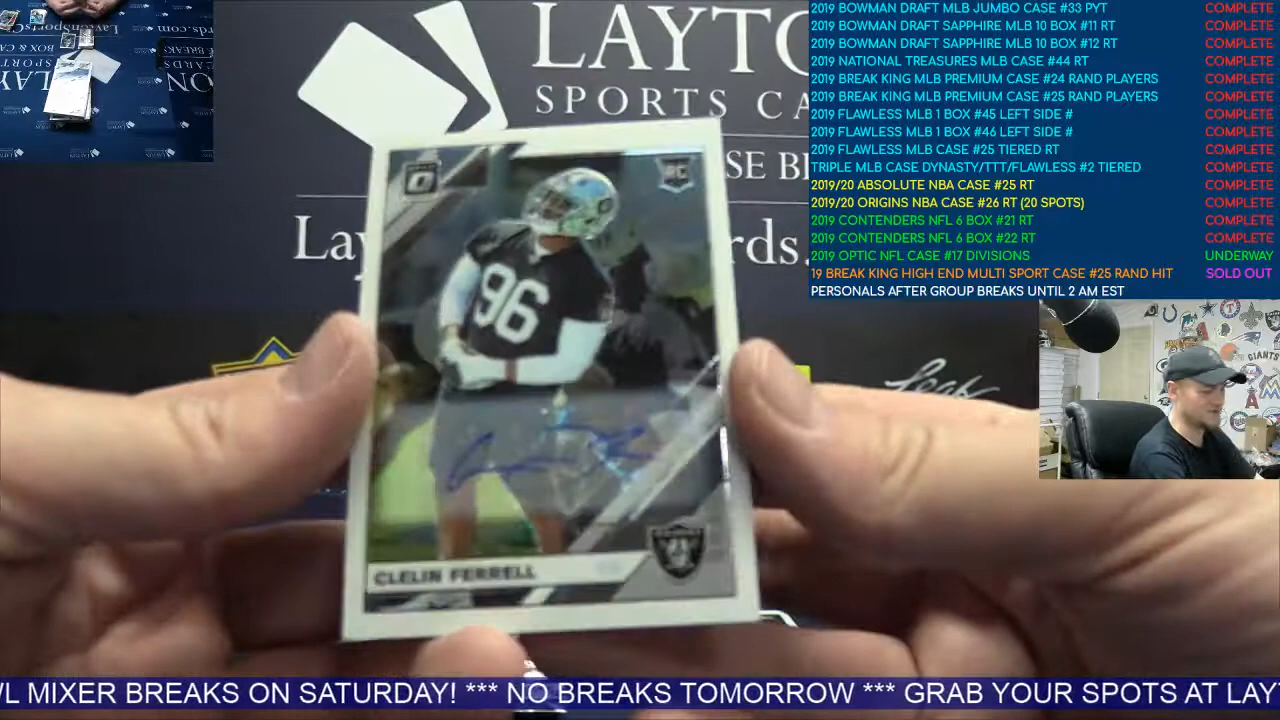 LAYTO
SPORTS CA
SE BR
Lay
rds.
RC
96
CLELIN FERRELL
Leaf
GIANTS
2019 BOWMAN DRAFT MLB JUMBO CASE #33 PYT COMPLETE
2019 BOWMAN DRAFT SAPPHIRE MLB 10 BOX #11 RT COMPLETE
2019 BOWMAN DRAFT SAPPHIRE MLB 10 BOX #12 RT COMPLETE
2019 NATIONAL TREASURES MLB CASE #44 RT COMPLETE
2019 BREAK KING MLB PREMIUM CASE #24 RAND PLAYERS COMPLETE
2019 BREAK KING MLB PREMIUM CASE #25 RAND PLAYERS COMPLETE
2019 FLAWLESS MLB 1 BOX #45 LEFT SIDE # COMPLETE
2019 FLAWLESS MLB 1 BOX #46 LEFT SIDE # COMPLETE
2019 FLAWLESS MLB CASE #25 TIERED RT COMPLETE
TRIPLE MLB CASE DYNASTY/TTT/FLAWLESS #2 TIERED COMPLETE
2019/20 ABSOLUTE NBA CASE #25 RT COMPLETE
2019/20 ORIGINS NBA CASE #26 RT (20 SPOTS) COMPLETE
2019 CONTENDERS NFL 6 BOX #21 RT COMPLETE
2019 CONTENDERS NFL 6 BOX #22 RT COMPLETE
2019 OPTIC NFL CASE #17 DIVISIONS UNDERWAY
19 BREAK KING HIGH END MULTI SPORT CASE #25 RAND HIT SOLD OUT
PERSONALS AFTER GROUP BREAKS UNTIL 2 AM EST
VL MIXER BREAKS ON SATURDAY! *** NO BREAKS TOMORROW *** GRAB YOUR SPOTS AT LAYT